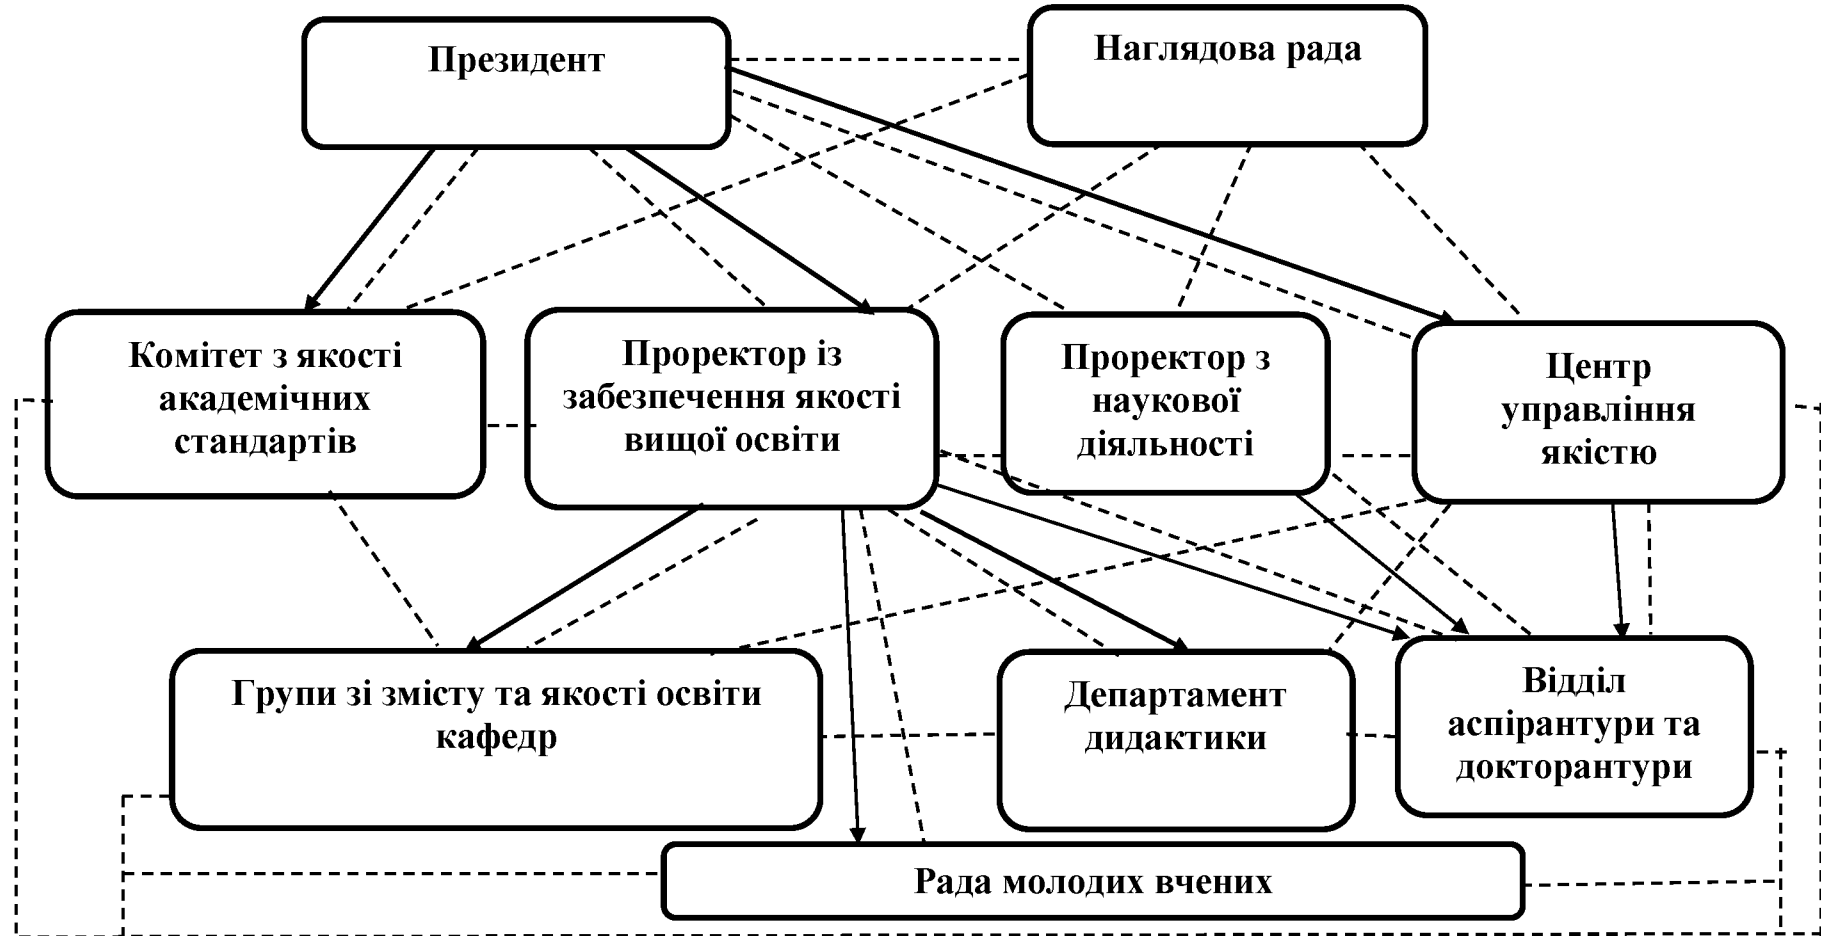 Президент
Наглядова рада
Комітет з якості
академічних
стандартів
Проректор із
забезпечення якості
вищої освіти
Проректор з
наукової
діяльності
Центр
управління
якістю
Групи зі змісту та якості освіти
кафедр
Департамент
дидактики
Відділ
аспірантури та
докторантури
Рада молодих вчених